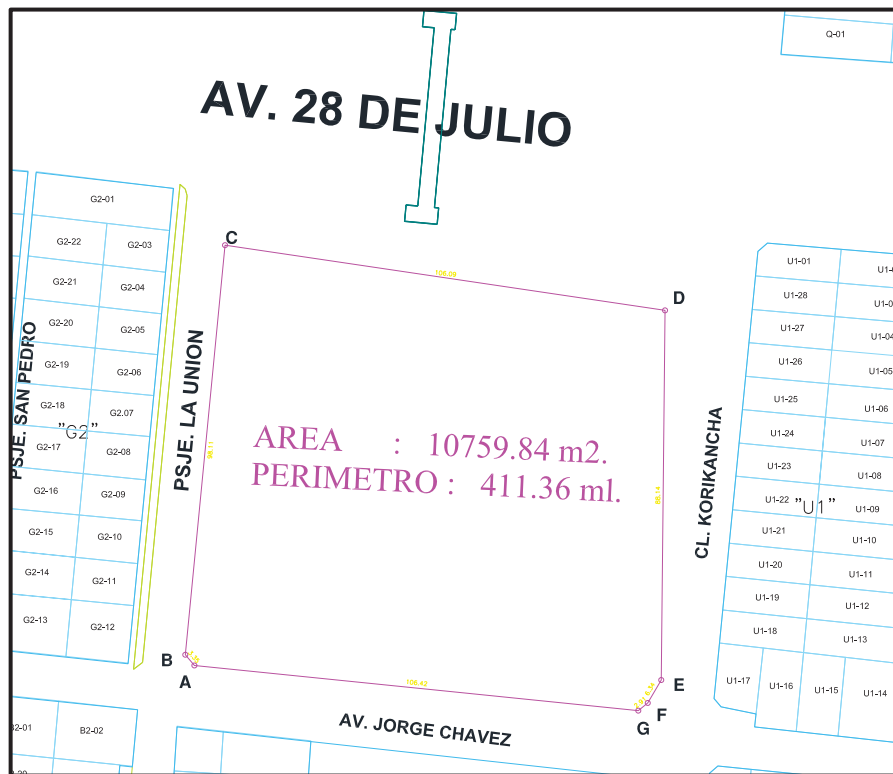 Q-01
AV. 28 DE JULIO
G2-01
G2-22
G2-03
G2-21
G2-04
G2-20
G2-05
G2-19
G2-06
G2-18
G2.07
"G2"
G2-17
G2-08
G2-16
G2-09
G2-15
G2-10
G2-14
G2-11
G2-13
G2-12
PSJE. SAN PEDRO
PSJE. LA UNION
C
106.06
D
AREA : 10759.84 m2.
PERIMETRO : 411.36 ml.
B
A
106.42
E
F
G
CL. KORIKANCHA
U1-01
U1-28
U1-27
U1-04
U1-26
U1-05
U1-25
U1-06
U1-24
U1-07
U1-23
U1-08
U1-22
"U1"
U1-09
U1-21
U1-10
U1-20
U1-11
U1-19
U1-12
U1-18
U1-13
U1-17
U1-16
U1-15
U1-14
AV. JORGE CHAVEZ
B2-02